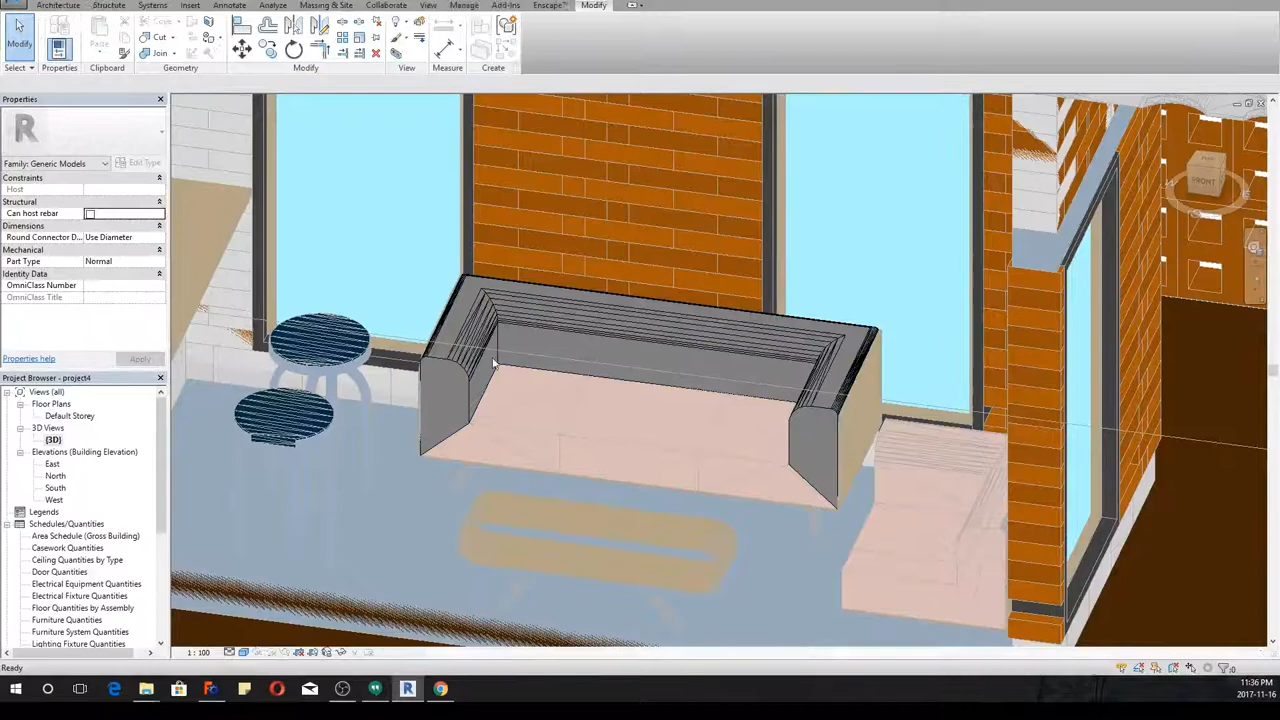 Architecture Structure Systems Insert Annotate Analyze Massing & Site Collaborate View Manage Add-Ins Enscape™ Modify
Modify
Paste
Cut
Join
Select Properties Clipboard Geometry Modify View Measure Create
Properties
R
Family: Generic Models Edit Type
Constraints
Host
Structural
Can host rebar
Dimensions
Round Connector D... Use Diameter
Mechanical
Part Type Normal
Identity Data
OmniClass Number
OmniClass Title
Properties help Apply
Project Browser - project4
Views (all)
Floor Plans
Default Storey
3D Views
{3D}
Elevations (Building Elevation)
East
North
South
West
Legends
Schedules/Quantities
Area Schedule (Gross Building)
Casework Quantities
Ceiling Quantities by Type
Door Quantities
Electrical Equipment Quantities
Electrical Fixture Quantities
Floor Quantities by Assembly
Furniture Quantities
Furniture System Quantities
Lighting Fixture Quantities
FRONT
1 : 100
Ready
:0
11:36 PM
2017-11-16